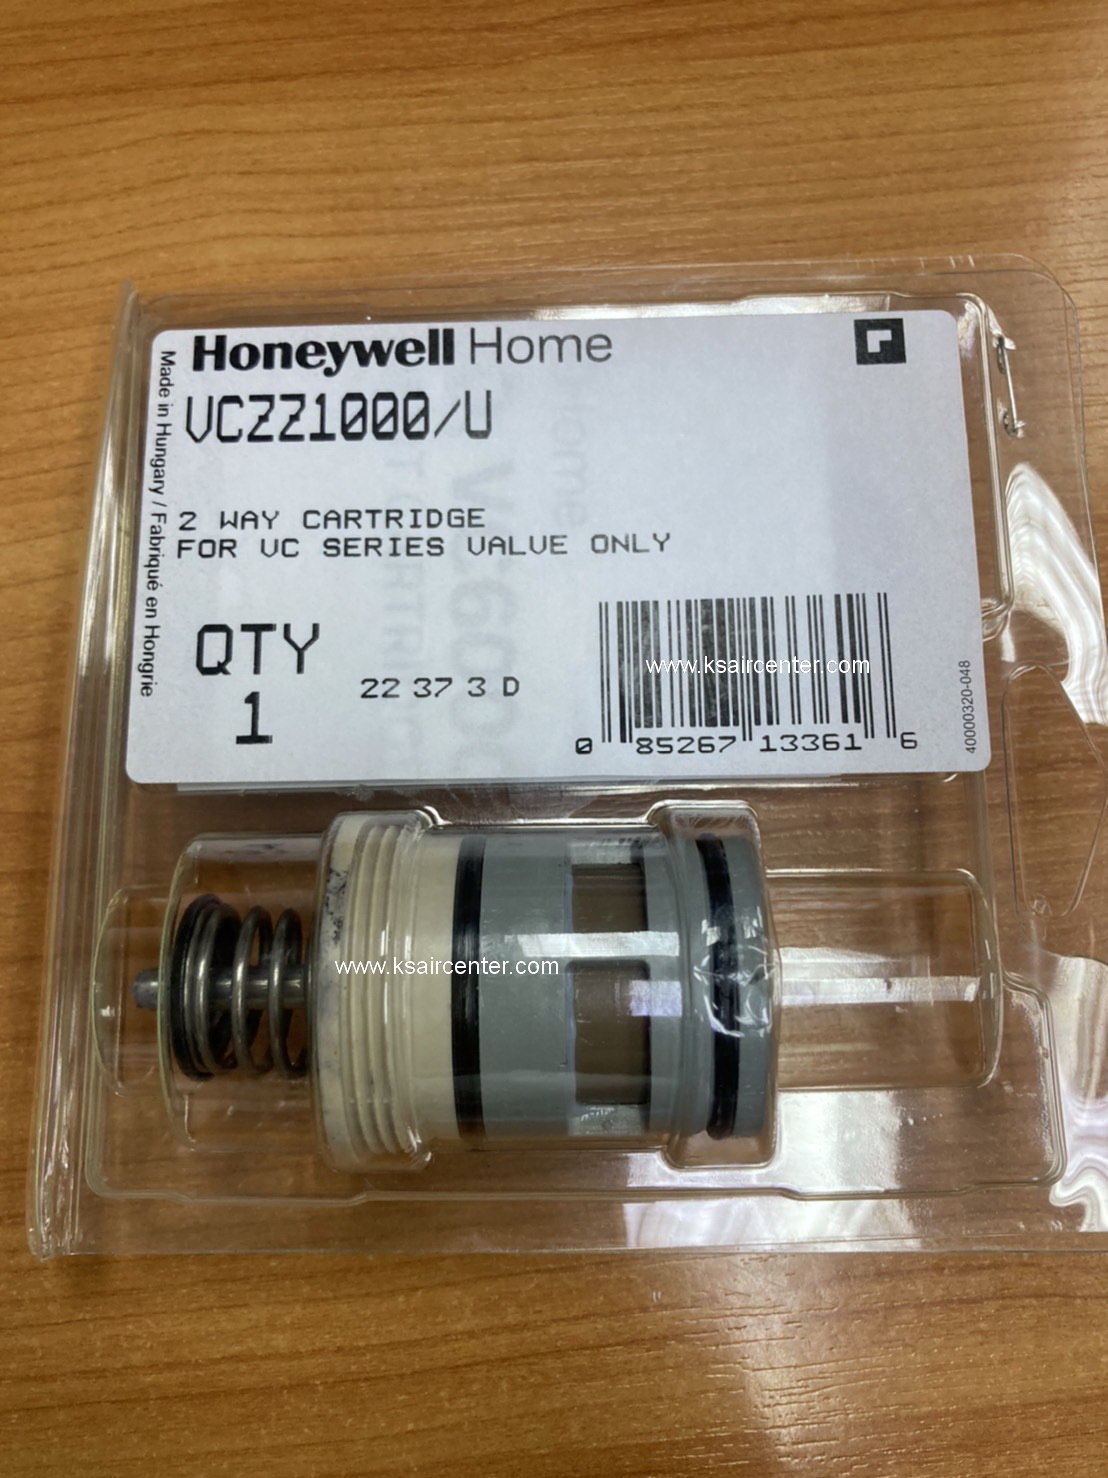 Honeywell Home
VCZZ1000/U
2 WAY CARTRIDGE
FOR VC SERIES VALUE ONLY
QTY
1
22 37 3 D
0 85267 13361 6
Made in Hungary / Fabriqué en Hongrie
40000320-048
www.ksaircenter.com
www.ksaircenter.com